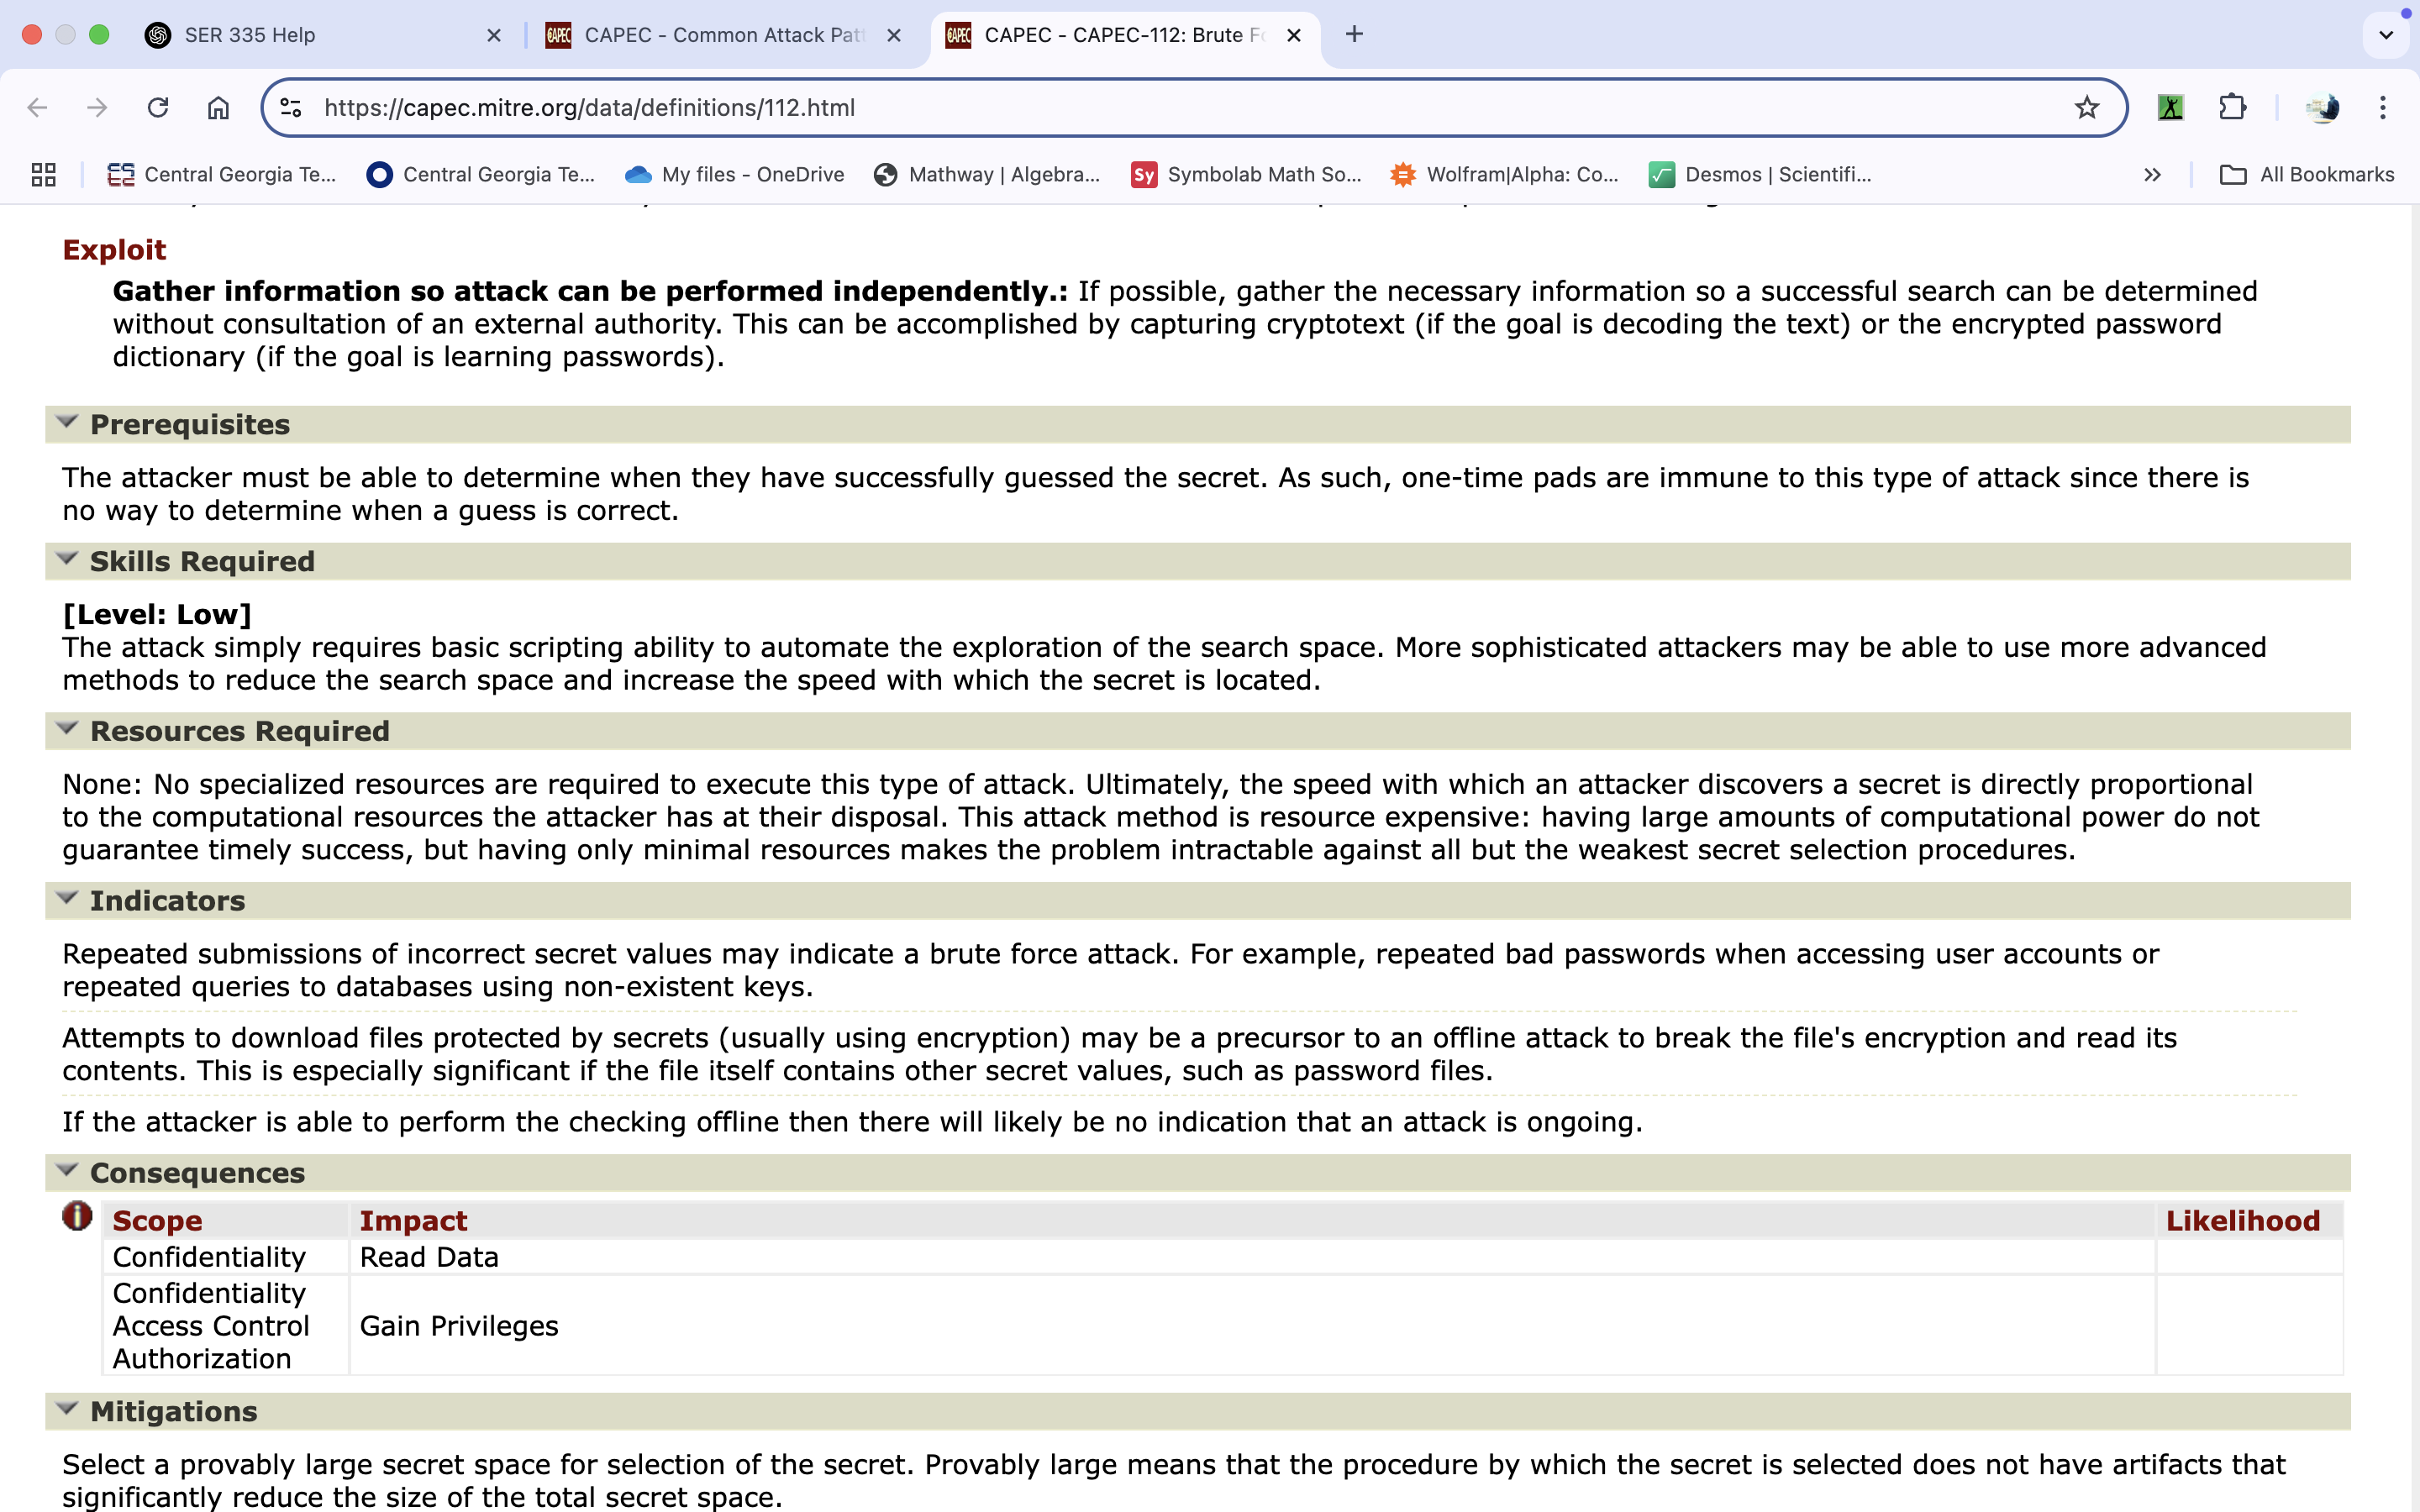 SER 335 Help
CAPEC - Common Attack Patt
CAPEC - CAPEC-112: Brute Fo
https://capec.mitre.org/data/definitions/112.html
Central Georgia Te...
Central Georgia Te...
My files - OneDrive
Mathway | Algebra...
Sy Symbolab Math So...
Wolfram|Alpha: Co...
Desmos | Scientifi...
All Bookmarks
Exploit
Gather information so attack can be performed independently.: If possible, gather the necessary information so a successful search can be determined
without consultation of an external authority. This can be accomplished by capturing cryptotext (if the goal is decoding the text) or the encrypted password
dictionary (if the goal is learning passwords).
Prerequisites
The attacker must be able to determine when they have successfully guessed the secret. As such, one-time pads are immune to this type of attack since there is
no way to determine when a guess is correct.
Skills Required
[Level: Low]
The attack simply requires basic scripting ability to automate the exploration of the search space. More sophisticated attackers may be able to use more advanced
methods to reduce the search space and increase the speed with which the secret is located.
Resources Required
None: No specialized resources are required to execute this type of attack. Ultimately, the speed with which an attacker discovers a secret is directly proportional
to the computational resources the attacker has at their disposal. This attack method is resource expensive: having large amounts of computational power do not
guarantee timely success, but having only minimal resources makes the problem intractable against all but the weakest secret selection procedures.
Indicators
Repeated submissions of incorrect secret values may indicate a brute force attack. For example, repeated bad passwords when accessing user accounts or
repeated queries to databases using non-existent keys.
Attempts to download files protected by secrets (usually using encryption) may be a precursor to an offline attack to break the file's encryption and read its
contents. This is especially significant if the file itself contains other secret values, such as password files.
If the attacker is able to perform the checking offline then there will likely be no indication that an attack is ongoing.
Consequences
Scope Impact Likelihood
Confidentiality Read Data
Confidentiality
Access Control Gain Privileges
Authorization
Mitigations
Select a provably large secret space for selection of the secret. Provably large means that the procedure by which the secret is selected does not have artifacts that
significantly reduce the size of the total secret space.